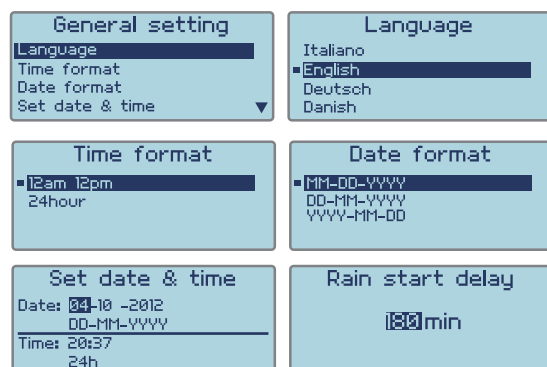 General setting
Language
Time format
Date format
Set date & time
Language
Italiano
English
Deutsch
Danish
Time format
12am 12pm
24hour
Date format
MM-DD-YYYY
DD-MM-YYYY
YYYY-MM-DD
Set date & time
Date: 04-10 -2012
DD-MM-YYYY
Time: 20:37
24h
Rain start delay
180 min